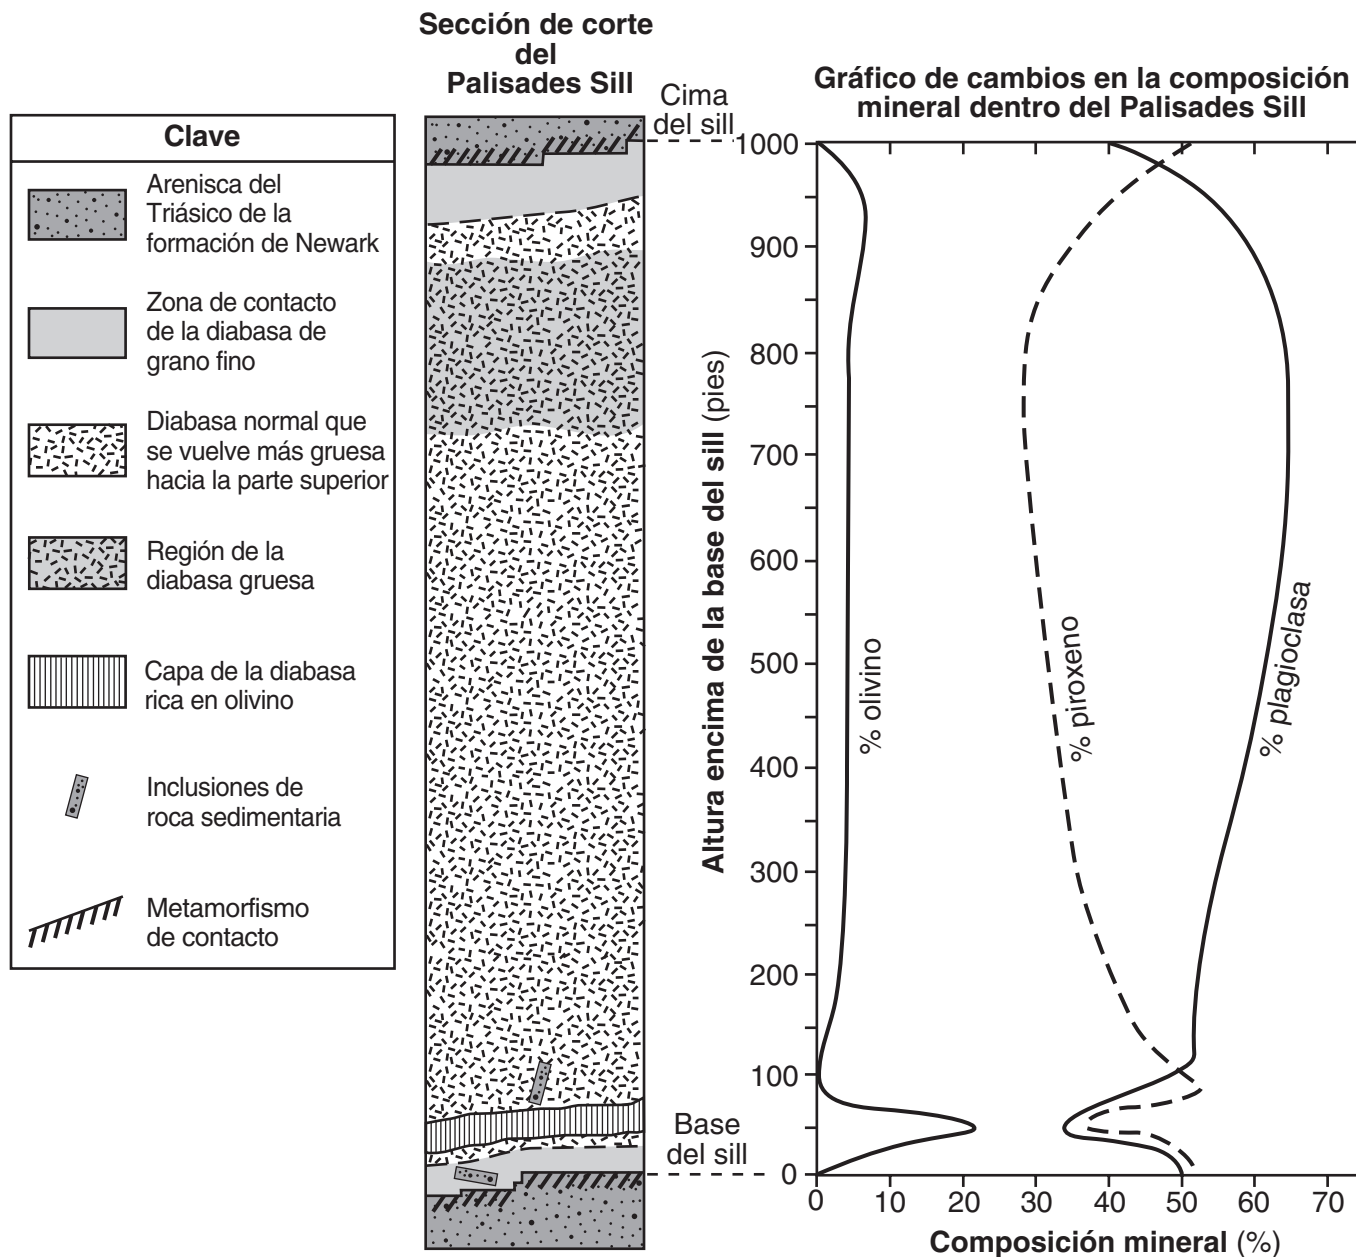 Sección de corte
del
Palisades Sill
Cima
del sill
Gráfico de cambios en la composición
mineral dentro del Palisades Sill
Clave
Arenisca del
Triásico de la
formación de Newark
Zona de contacto
de la diabasa de
grano fino
Diabasa normal que
se vuelve más gruesa
hacia la parte superior
Región de la
diabasa gruesa
Capa de la diabasa
rica en olivino
Inclusiones de
roca sedimentaria
Metamorfismo
de contacto
Base
del sill
Altura encima de la base del sill (pies)
1000
900
800
700
600
500
400
300
200
100
0
% olivino
% piroxeno
% plagioclasa
0 10 20 30 40 50 60 70
Composición mineral (%)